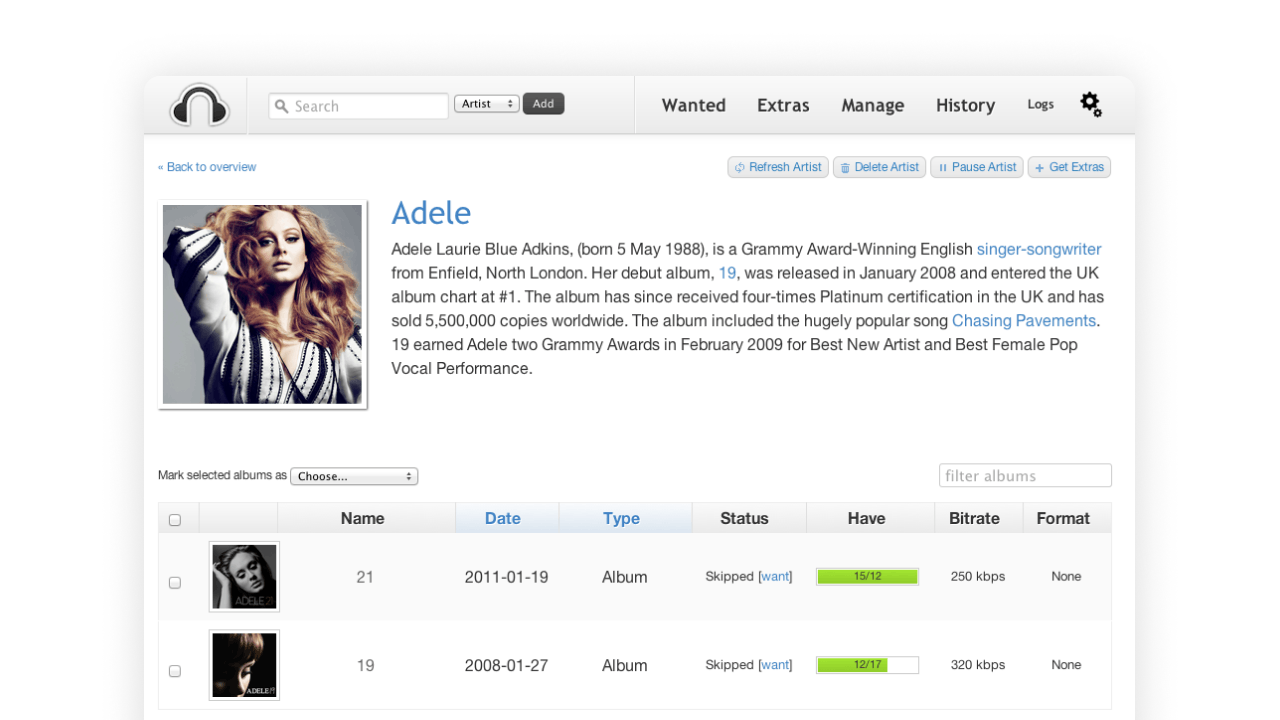 Search Artist Add Wanted Extras Manage History Logs
« Back to overview Refresh Artist Delete Artist Pause Artist Get Extras
Adele
Adele Laurie Blue Adkins, (born 5 May 1988), is a Grammy Award-Winning English singer-songwriter
from Enfield, North London. Her debut album, 19, was released in January 2008 and entered the UK
album chart at #1. The album has since received four-times Platinum certification in the UK and has
sold 5,500,000 copies worldwide. The album included the hugely popular song Chasing Pavements.
19 earned Adele two Grammy Awards in February 2009 for Best New Artist and Best Female Pop
Vocal Performance.
Mark selected albums as Choose... filter albums
Name Date Type Status Have Bitrate Format
ADELE 21
21 2011-01-19 Album Skipped [want] 15/12 250 kbps None
ADELE 19
19 2008-01-27 Album Skipped [want] 12/17 320 kbps None